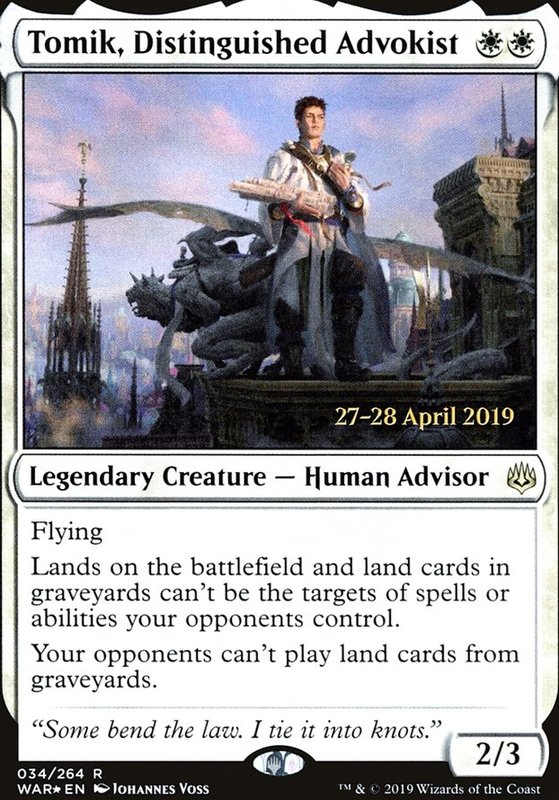 Tomik, Distinguished Advokist
27–28 April 2019
Legendary Creature — Human Advisor
Flying
Lands on the battlefield and land cards in
graveyards can't be the targets of spells or
abilities your opponents control.
Your opponents can't play land cards from
graveyards.
“Some bend the law. I tie it into knots.”
2/3
034/264 R
WAR★EN Johannes Voss
™ & © 2019 Wizards of the Coast